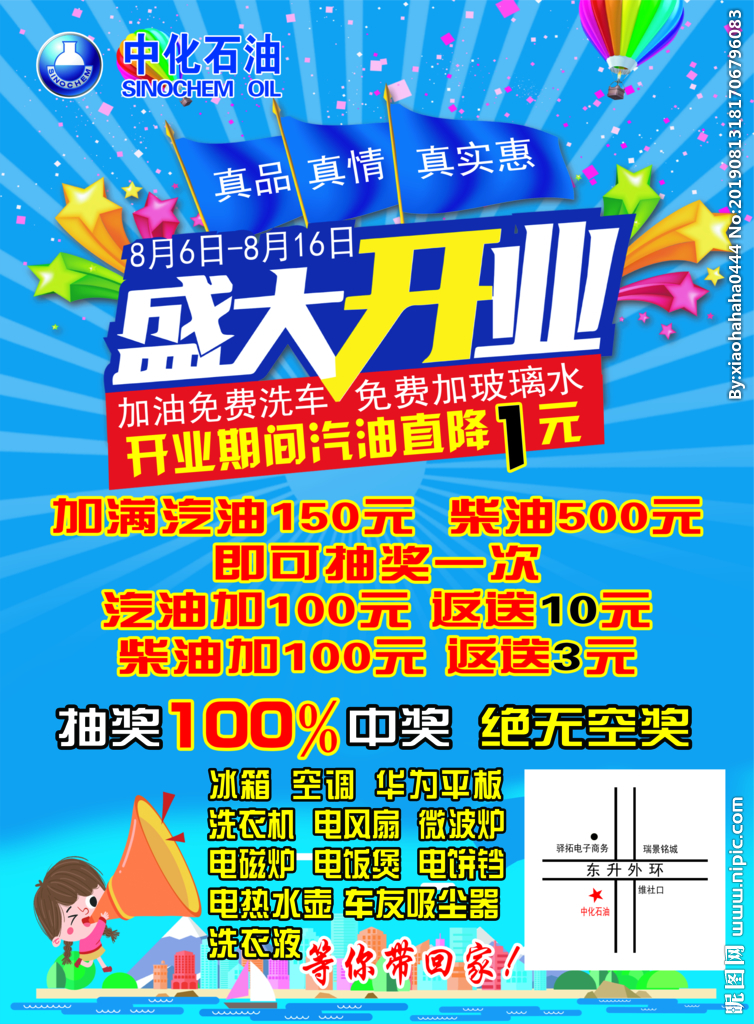 中化石油
SINOCHEM
SINOCHEM OIL
真品 真情 真实惠
8月6日-8月16日
盛大开业
加油免费洗车 免费加玻璃水
开业期间汽油直降1元
加满汽油150元 柴油500元
即可抽奖一次
汽油加100元 返送10元
柴油加100元 返送3元
抽奖100%中奖 绝无空奖
冰箱 空调 华为平板
洗衣机 电风扇 微波炉
电磁炉 电饭煲 电饼铛
电热水壶 车友吸尘器
洗衣液
等你带回家!
驿拓电子商务
瑞景铭城
东升外环
维社口
中化石油
By:xiaohahaha0444 No:20190813181706796083
昵图网 www.nipic.com